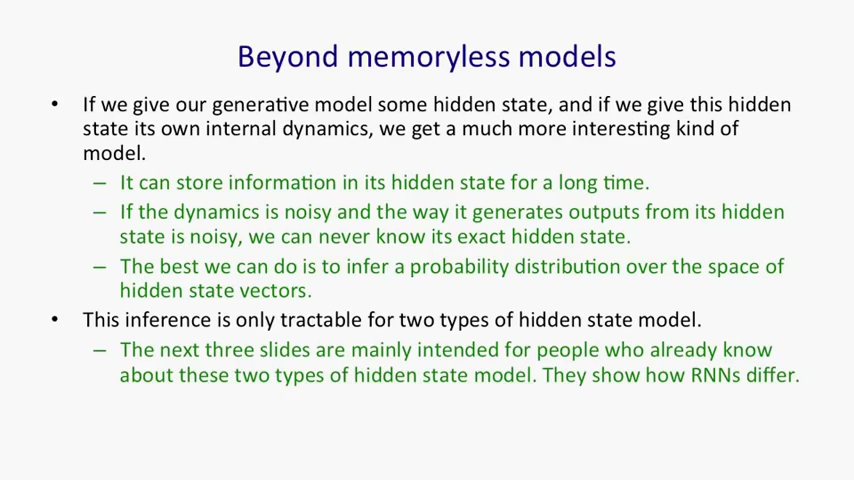 Beyond memoryless models
• If we give our generative model some hidden state, and if we give this hidden
state its own internal dynamics, we get a much more interesting kind of
model.
– It can store information in its hidden state for a long time.
– If the dynamics is noisy and the way it generates outputs from its hidden
state is noisy, we can never know its exact hidden state.
– The best we can do is to infer a probability distribution over the space of
hidden state vectors.
• This inference is only tractable for two types of hidden state model.
– The next three slides are mainly intended for people who already know
about these two types of hidden state model. They show how RNNs differ.